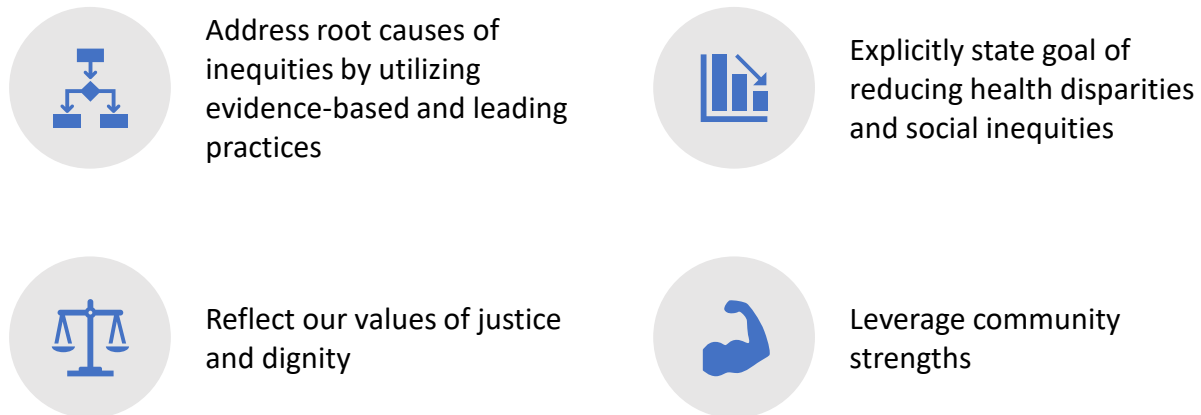 Address root causes of
inequities by utilizing
evidence-based and leading
practices
Explicitly state goal of
reducing health disparities
and social inequities
Reflect our values of justice
and dignity
Leverage community
strengths